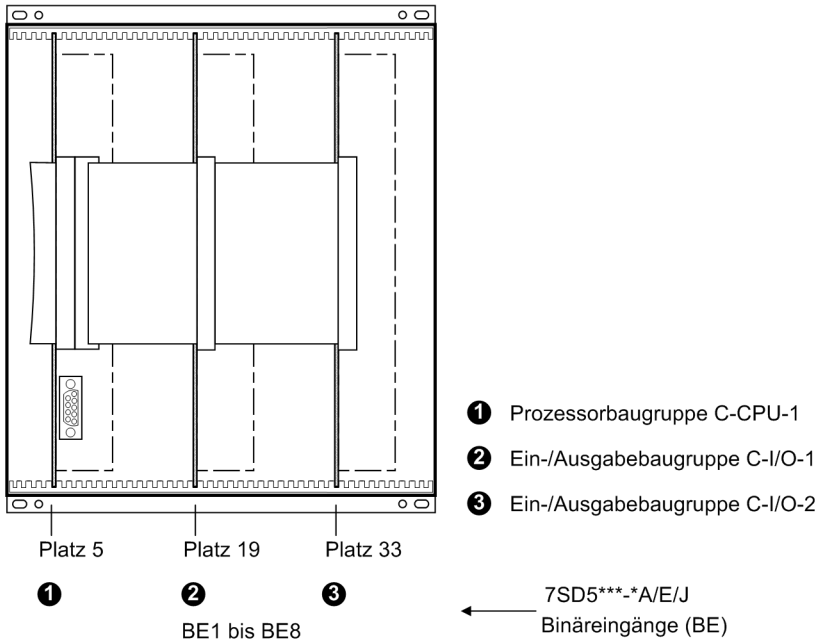 ❶ Prozessorbaugruppe C-CPU-1
❷ Ein-/Ausgabebaugruppe C-I/O-1
❸ Ein-/Ausgabebaugruppe C-I/O-2
Platz 5 Platz 19 Platz 33
❶ ❷ ❸
7SD5***-*A/E/J
BE1 bis BE8 Binäreingänge (BE)